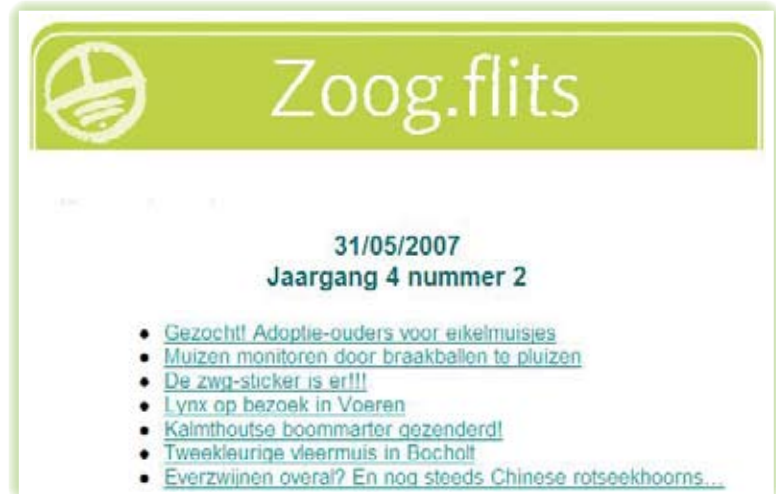 Zoog.flits
31/05/2007
Jaargang 4 nummer 2
• Gezocht! Adoptie-ouders voor eikelmuisjes
• Muizen monitoren door braakballen te pluizen
• De zwg-sticker is er!!!
• Lynx op bezoek in Voeren
• Kalmthoutse boommarter gezenderd!
• Tweekleurige vleermuis in Bocholt
• Everzwijnen overal? En nog steeds Chinese rotseekhoorns...